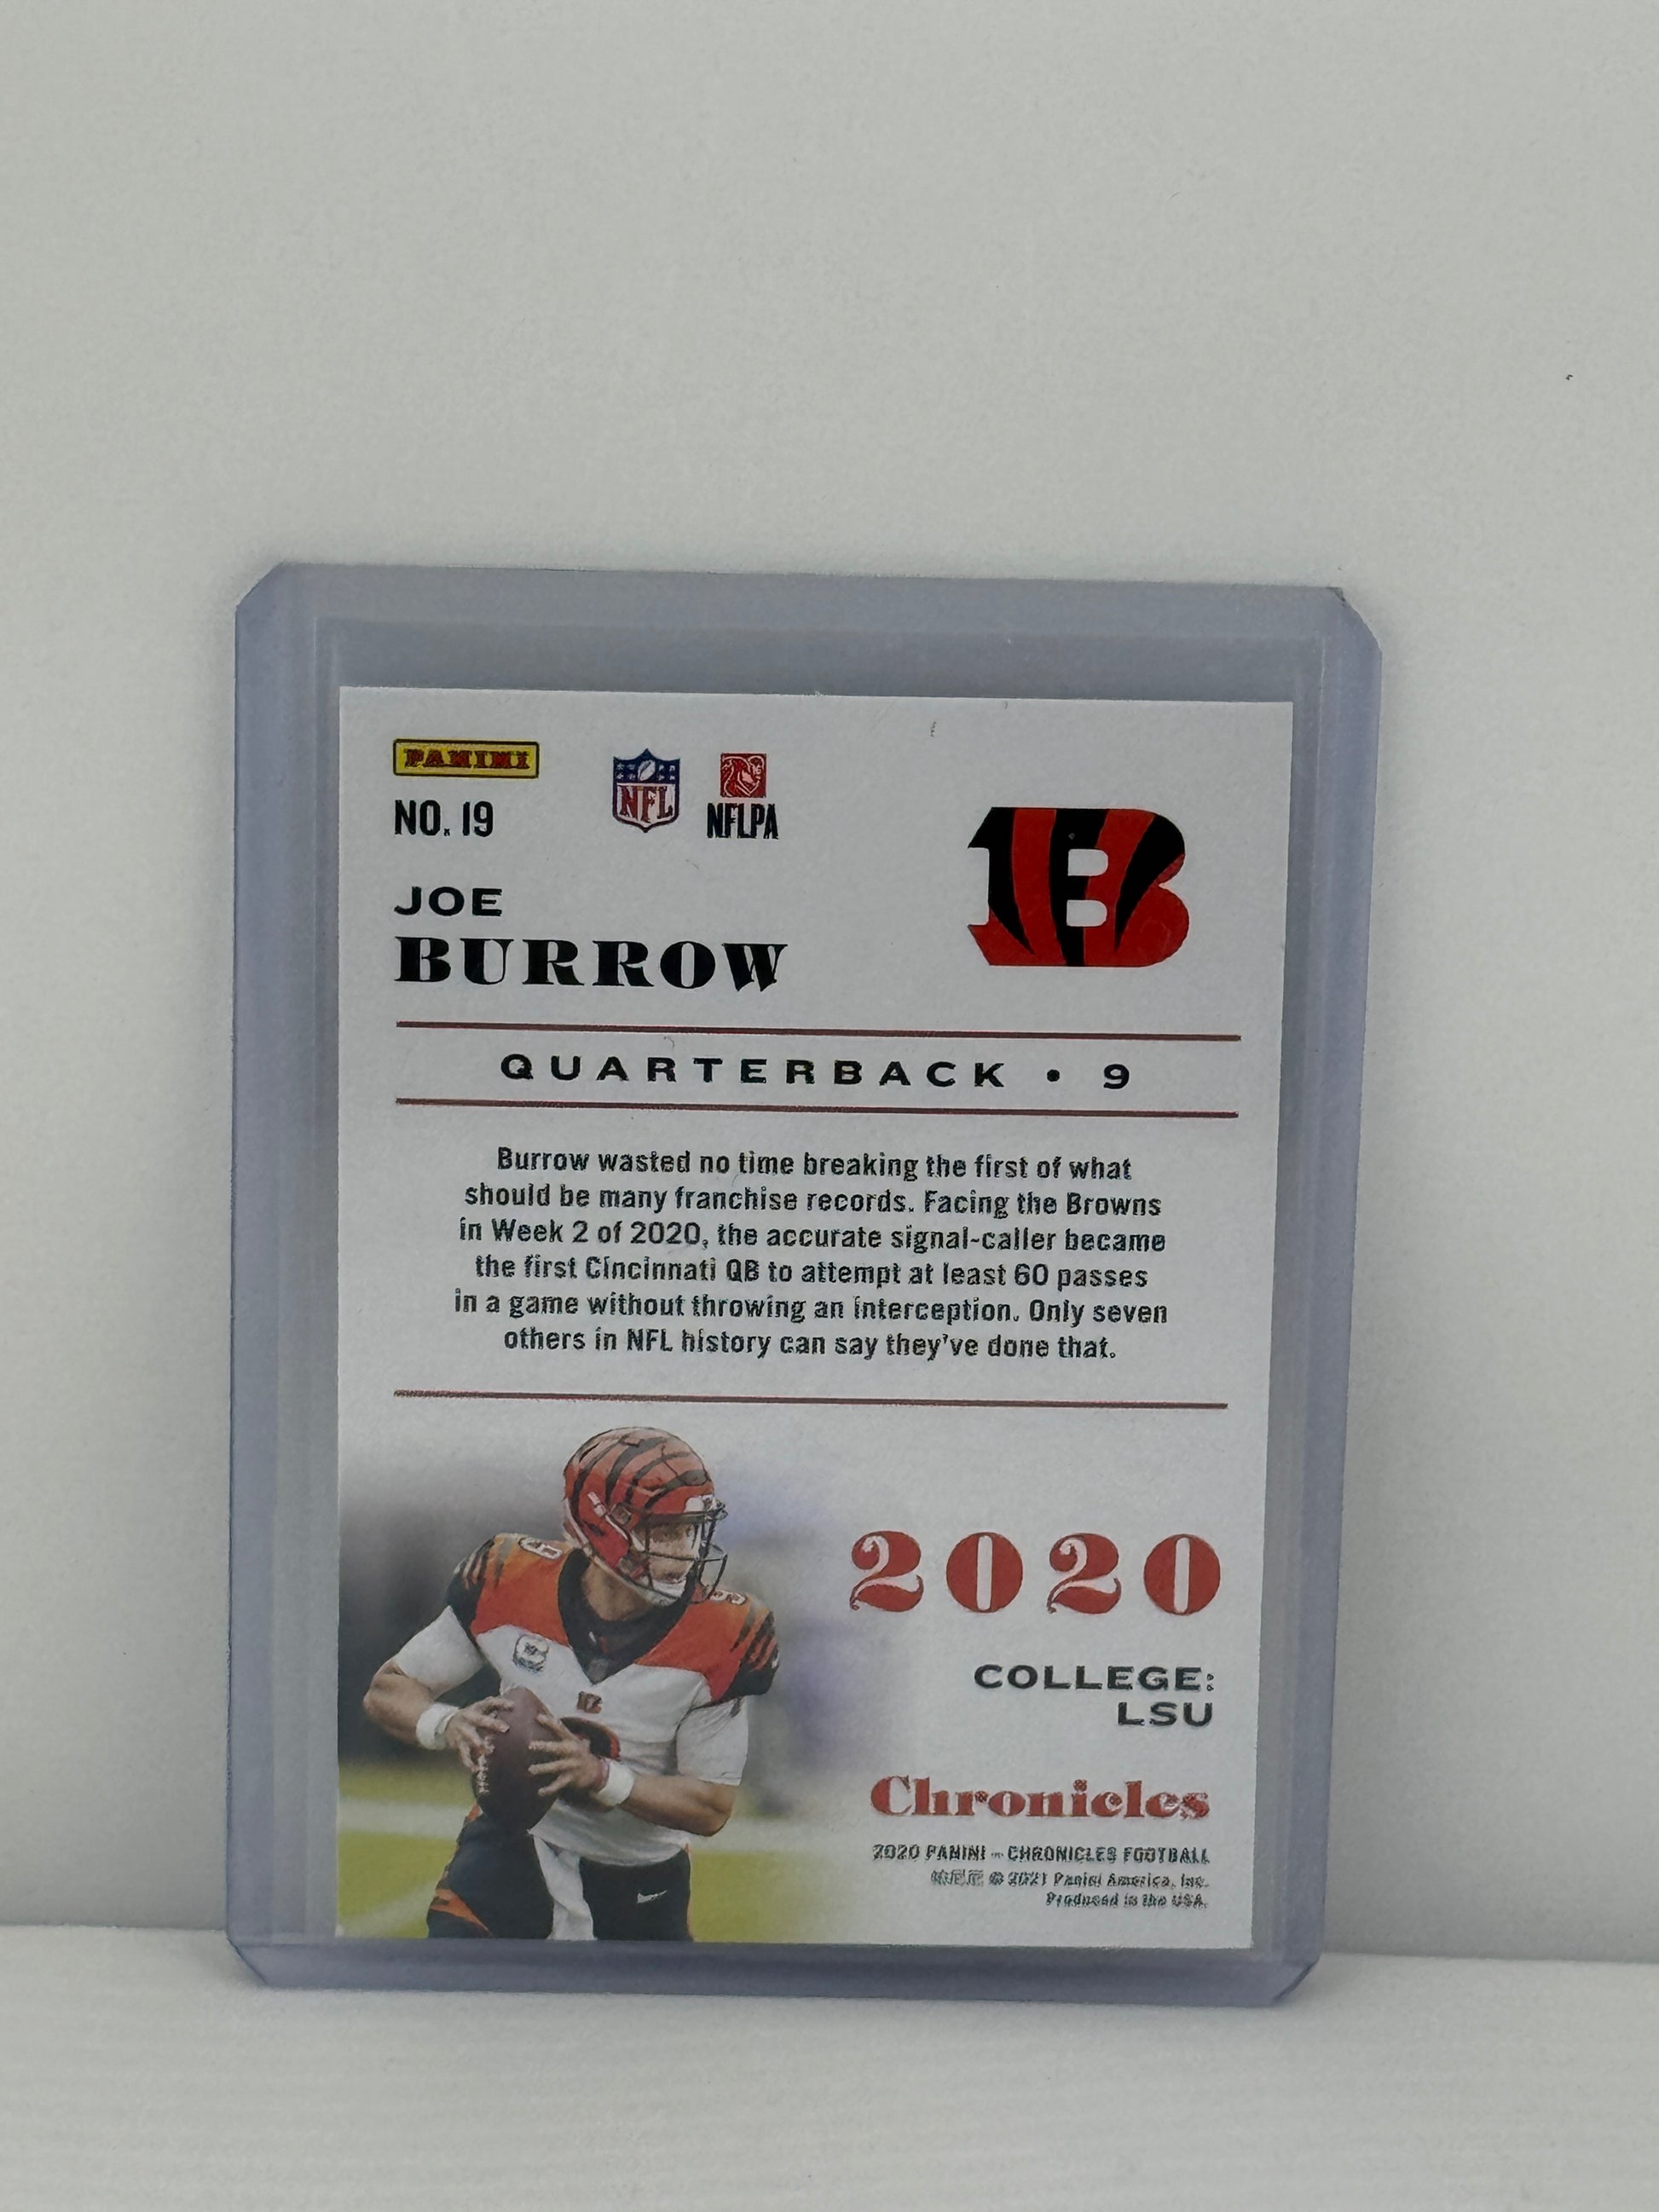 PANINI
NO. 19
NFL
NFLPA
JOE
BURROW
B
QUARTERBACK • 9
Burrow wasted no time breaking the first of what
should be many franchise records. Facing the Browns
in Week 2 of 2020, the accurate signal-caller became
the first Cincinnati QB to attempt at least 60 passes
in a game without throwing an interception. Only seven
others in NFL history can say they've done that.
9
9
2020
COLLEGE:
LSU
Chronicles
2020 PANINI – CHRONICLES FOOTBALL
© 2021 Panini America, Inc.
Produced in the USA.